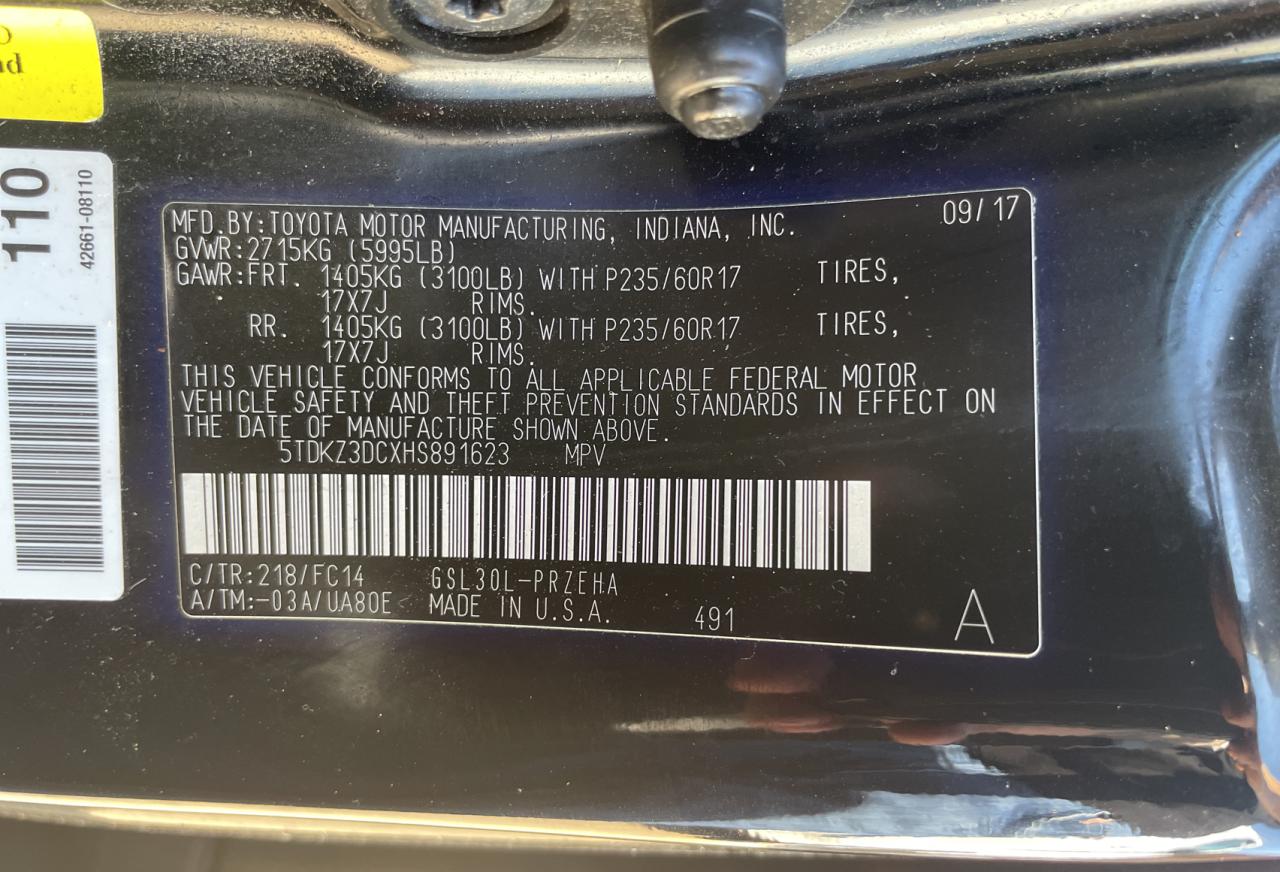 110
42661-08110
MFD.BY:TOYOTA MOTOR MANUFACTURING, INDIANA, INC. 09/17
GVWR:2715KG (5995LB)
GAWR:FRT. 1405KG (3100LB) WITH P235/60R17 TIRES,
17X7J RIMS.
RR. 1405KG (3100LB) WITH P235/60R17 TIRES,
17X7J RIMS.
THIS VEHICLE CONFORMS TO ALL APPLICABLE FEDERAL MOTOR
VEHICLE SAFETY AND THEFT PREVENTION STANDARDS IN EFFECT ON
THE DATE OF MANUFACTURE SHOWN ABOVE.
5TDKZ3DCXHS891623 MPV
C/TR:218/FC14 GSL30L-PRZEHA
A/TM:-03A/UA80E MADE IN U.S.A. 491 A